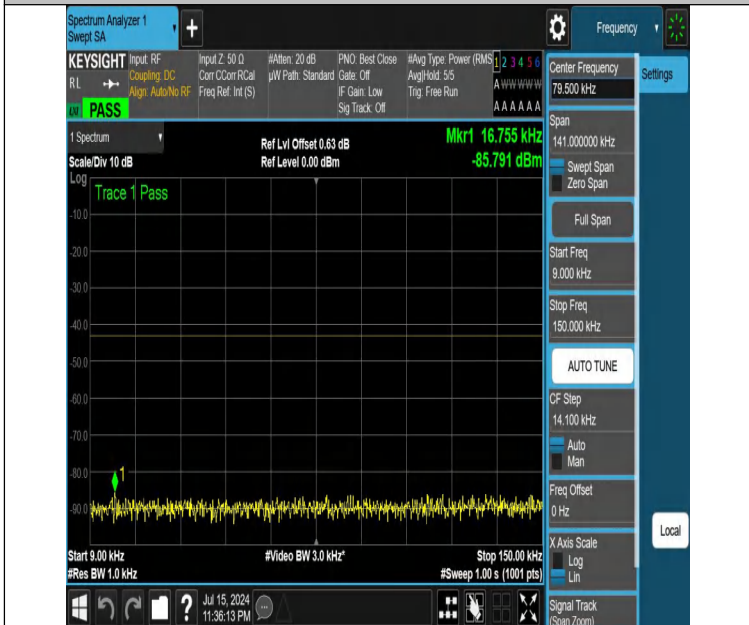 Spectrum Analyzer 1
Swept SA
+
Frequency
KEYSIGHT
RL
PASS
Input: RF
Coupling: DC
Align: Auto/No RF
Input Z: 50 Ω
Corr CCorr RCal
Freq Ref: Int (S)
#Atten: 20 dB
µW Path: Standard
PNO: Best Close
Gate: Off
IF Gain: Low
Sig Track: Off
#Avg Type: Power (RMS
Avg|Hold: 5/5
Trig: Free Run
1 2 3 4 5 6
A W W W W W
A A A A A A
1 Spectrum
Scale/Div 10 dB
Ref Lvl Offset 0.63 dB
Ref Level 0.00 dBm
Mkr1 16.755 kHz
-85.791 dBm
Log
Trace 1 Pass
-10.0
-20.0
-30.0
-40.0
-50.0
-60.0
-70.0
-80.0
-90.0
1
Start 9.00 kHz
#Res BW 1.0 kHz
#Video BW 3.0 kHz*
Stop 150.00 kHz
#Sweep 1.00 s (1001 pts)
Center Frequency
79.500 kHz
Settings
Span
141.000000 kHz
Swept Span
Zero Span
Full Span
Start Freq
9.000 kHz
Stop Freq
150.000 kHz
AUTO TUNE
CF Step
14.100 kHz
Auto
Man
Freq Offset
0 Hz
X Axis Scale
Log
Lin
Signal Track
(Span Zoom)
Local
?
Jul 15, 2024
11:36:13 PM